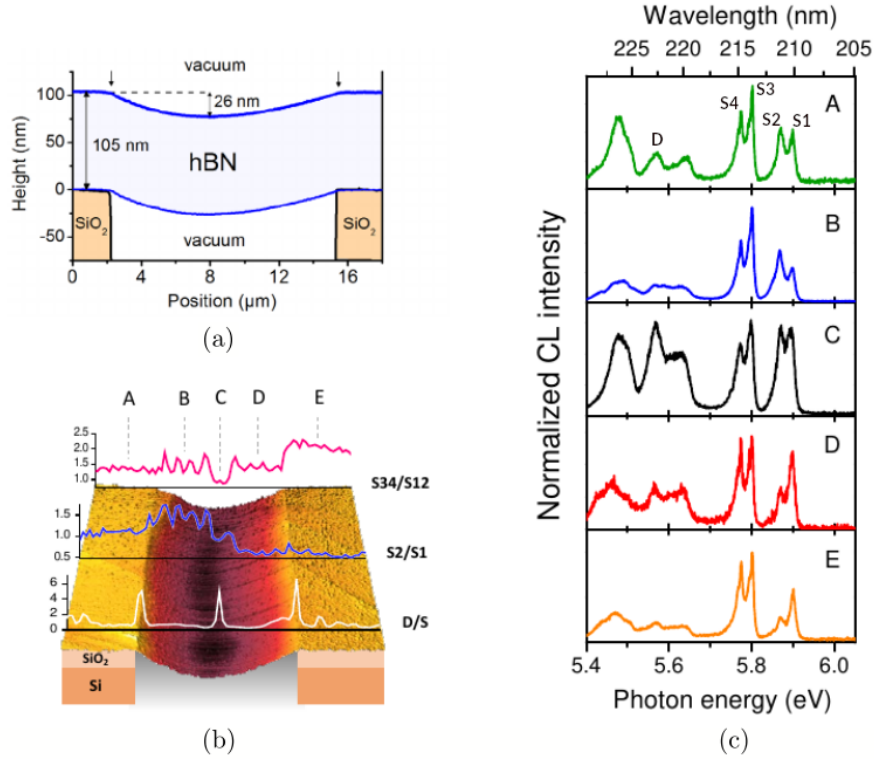 vacuum
100
26 nm
75
50
105 nm
hBN
25
0
SiO2
SiO2
-50
vacuum
Height (nm)
0 4 8 12 16
Position (μm)
(a)
A B C D E
2.5
2.0
1.5
1.0
S34/S12
1.5
1.0
0.5
S2/S1
6
4
2
0
D/S
SiO2
Si
(b)
Wavelength (nm)
225 220 215 210 205
A
S3
S4
S2
S1
D
B
C
D
E
Normalized CL intensity
5.4 5.6 5.8 6.0
Photon energy (eV)
(c)